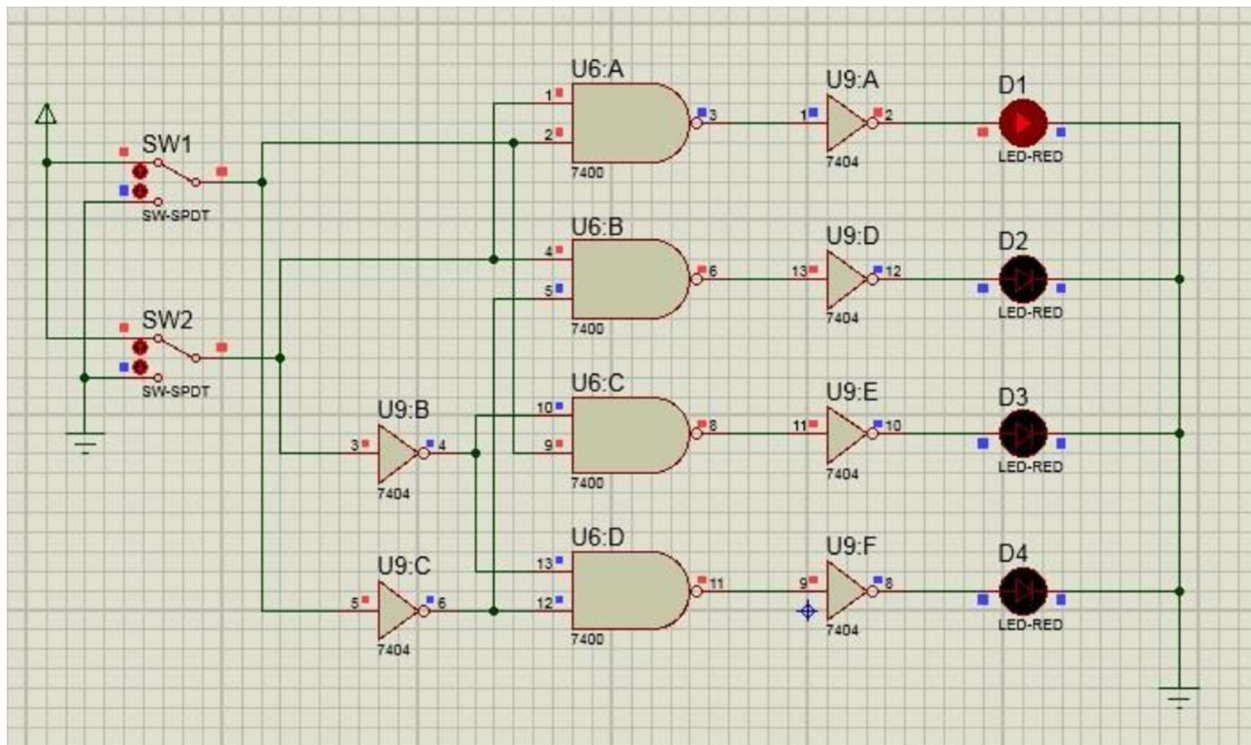 U6:A
U9:A
D1
1
2
3
1
2
7400
7404
LED-RED
SW1
SW-SPDT
U6:B
U9:D
D2
4
5
6
13
12
7400
7404
LED-RED
SW2
SW-SPDT
U6:C
U9:E
D3
10
9
8
11
10
7400
7404
LED-RED
U9:B
3
4
7404
U6:D
U9:F
D4
13
12
11
9
8
7400
7404
LED-RED
U9:C
5
6
7404